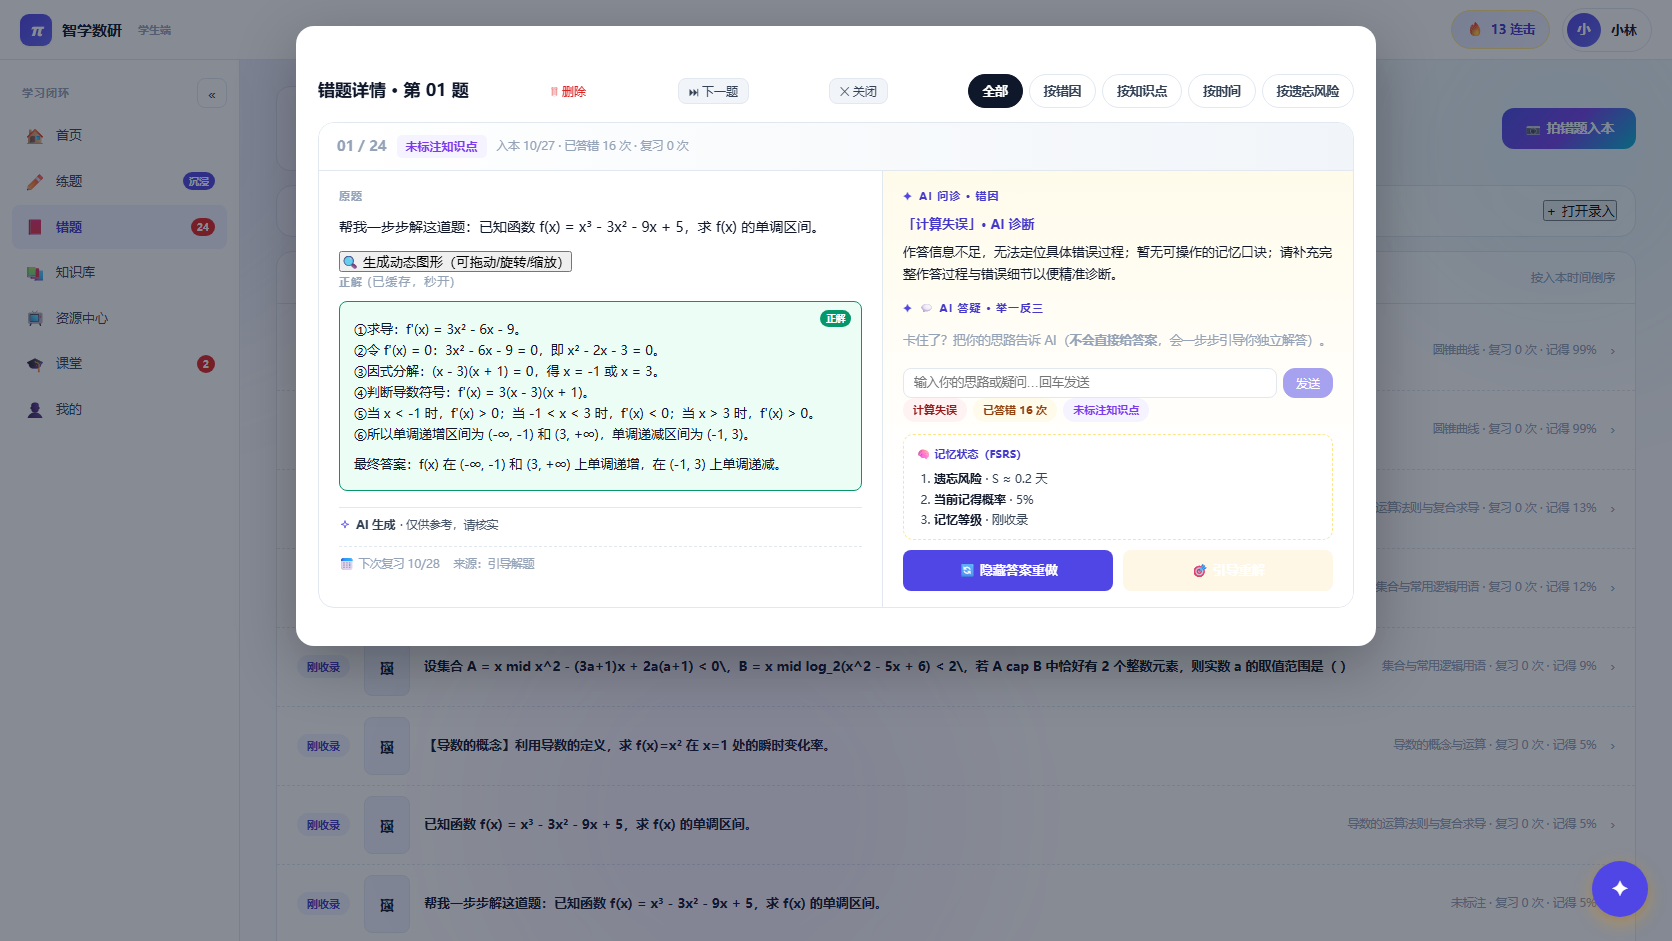 π 智学数研 学生端
13 连击
小 小林
学习闭环
«
首页
练题 沉浸
错题 24
知识库
资源中心
课堂 2
我的
拍错题入本
+ 打开录入
按入本时间倒序
错题详情 • 第 01 题
删除
下一题
关闭
全部 按错因 按知识点 按时间 按遗忘风险
01 / 24 未标注知识点 入本 10/27 · 已答错 16 次 · 复习 0 次
原题
帮我一步步解这道题：已知函数 f(x) = x³ - 3x² - 9x + 5，求 f(x) 的单调区间。
生成动态图形（可拖动/旋转/缩放）
正解 (已缓存，秒开)
正解
①求导：f'(x) = 3x² - 6x - 9。
②令 f'(x) = 0：3x² - 6x - 9 = 0，即 x² - 2x - 3 = 0。
③因式分解：(x - 3)(x + 1) = 0，得 x = -1 或 x = 3。
④判断导数符号：f'(x) = 3(x - 3)(x + 1)。
⑤当 x < -1 时，f'(x) > 0；当 -1 < x < 3 时，f'(x) < 0；当 x > 3 时，f'(x) > 0。
⑥所以单调递增区间为 (-∞, -1) 和 (3, +∞)，单调递减区间为 (-1, 3)。
最终答案：f(x) 在 (-∞, -1) 和 (3, +∞) 上单调递增，在 (-1, 3) 上单调递减。
AI 生成 · 仅供参考，请核实
下次复习 10/28 来源：引导解题
AI 问诊 • 错因
「计算失误」• AI 诊断
作答信息不足，无法定位具体错误过程；暂无可操作的记忆口诀；请补充完
整作答过程与错误细节以便精准诊断。
AI 答疑 • 举一反三
卡住了？把你的思路告诉 AI（不会直接给答案，会一步步引导你独立解答）。
输入你的思路或疑问…回车发送
发送
计算失误 已答错 16 次 未标注知识点
记忆状态（FSRS）
1. 遗忘风险 · S ≈ 0.2 天
2. 当前记得概率 · 5%
3. 记忆等级 · 刚收录
隐藏答案重做
引导重解
圆锥曲线 · 复习 0 次 · 记得 99% ›
圆锥曲线 · 复习 0 次 · 记得 99% ›
运算法则与复合求导 · 复习 0 次 · 记得 13% ›
集合与常用逻辑用语 · 复习 0 次 · 记得 12% ›
刚收录 设集合 A = x mid x^2 - (3a+1)x + 2a(a+1) < 0\，B = x mid log_2(x^2 - 5x + 6) < 2\，若 A cap B 中恰好有 2 个整数元素，则实数 a 的取值范围是（ ） 集合与常用逻辑用语 · 复习 0 次 · 记得 9% ›
刚收录 【导数的概念】利用导数的定义，求 f(x)=x² 在 x=1 处的瞬时变化率。 导数的概念与运算 · 复习 0 次 · 记得 5% ›
刚收录 已知函数 f(x) = x³ - 3x² - 9x + 5，求 f(x) 的单调区间。 导数的运算法则与复合求导 · 复习 0 次 · 记得 5% ›
刚收录 帮我一步步解这道题：已知函数 f(x) = x³ - 3x² - 9x + 5，求 f(x) 的单调区间。 未标注 · 复习 0 次 · 记得 5%